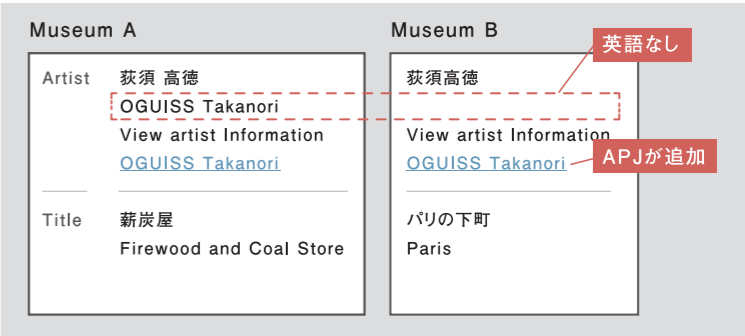 Museum A
Artist
荻須 高徳
OGUISS Takanori
View artist Information
OGUISS Takanori
Title
薪炭屋
Firewood and Coal Store
Museum B
英語なし
荻須高徳
View artist Information
OGUISS Takanori
APJが追加
パリの下町
Paris